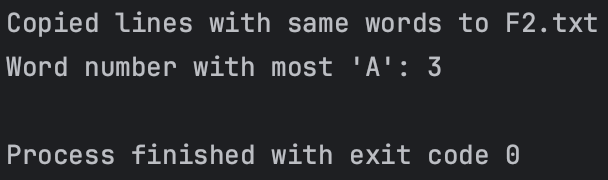 Copied lines with same words to F2.txt
Word number with most 'A': 3
Process finished with exit code 0